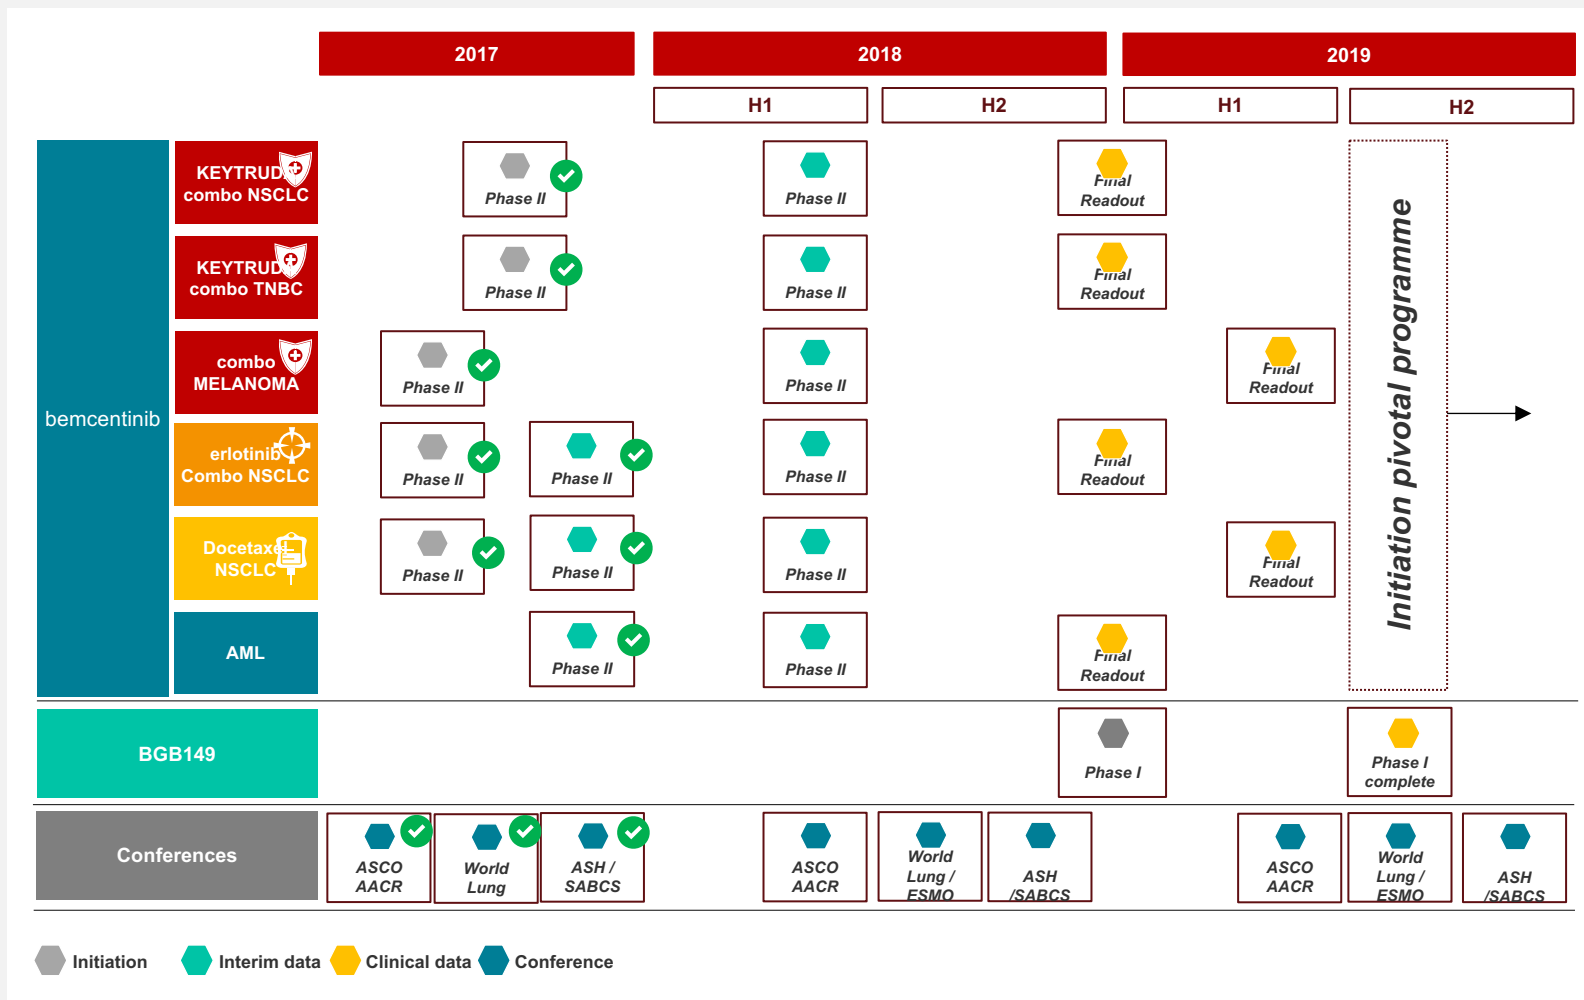 2017
2018
2019
H1
H2
H1
H2
bemcentinib
KEYTRUDA
combo NSCLC
Phase II
Phase II
Final
Readout
KEYTRUDA
combo TNBC
Phase II
Phase II
Final
Readout
combo
MELANOMA
Phase II
Phase II
Final
Readout
erlotinib
Combo NSCLC
Phase II
Phase II
Phase II
Final
Readout
Docetaxel
NSCLC
Phase II
Phase II
Phase II
Final
Readout
AML
Phase II
Phase II
Final
Readout
Initiation pivotal programme
BGB149
Phase I
Phase I
complete
Conferences
ASCO
AACR
World
Lung
ASH /
SABCS
ASCO
AACR
World
Lung /
ESMO
ASH
/SABCS
ASCO
AACR
World
Lung /
ESMO
ASH
/SABCS
Initiation
Interim data
Clinical data
Conference